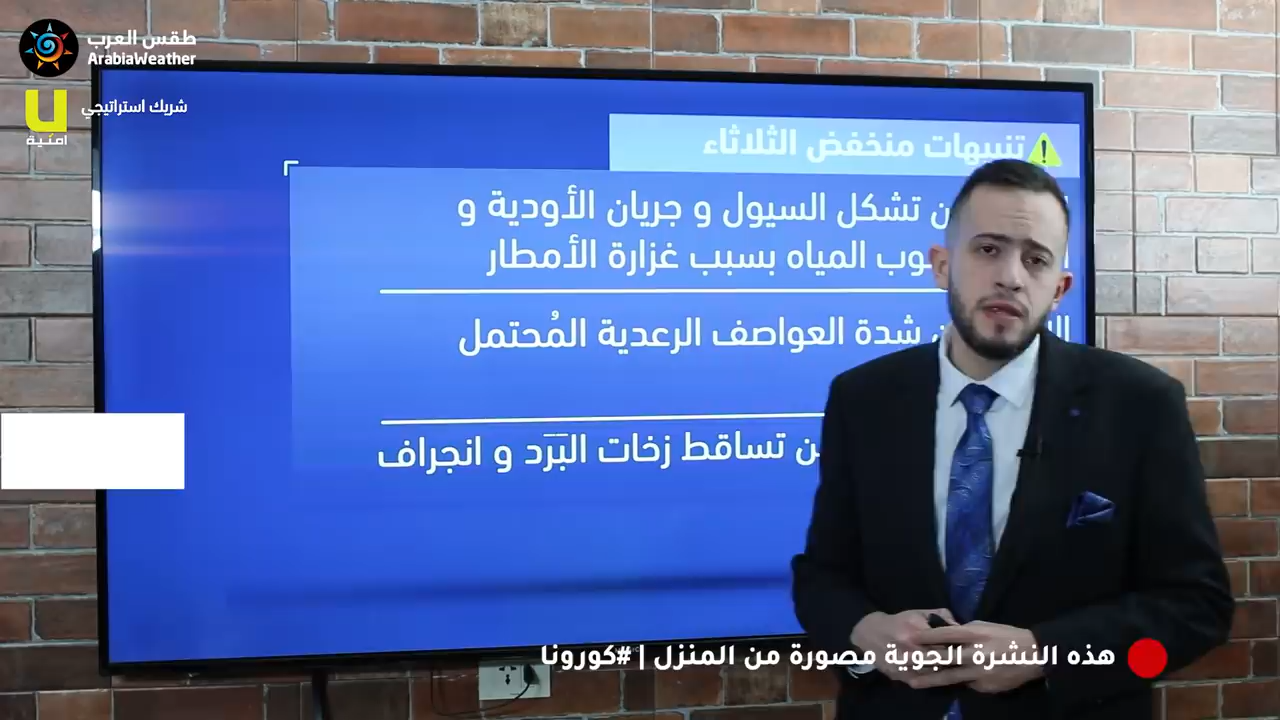 طقس العرب
ArabiaWeather
شريك استراتيجي
امنية
تنبيهات منخفض الثلاثاء
تشكل السيول و جريان الأودية و
المياه بسبب غزارة الأمطار
شدة العواصف الرعدية المُحتمل
تساقط زخات البَرَد و انجراف
هذه النشرة الجوية مصورة من المنزل | #كورونا